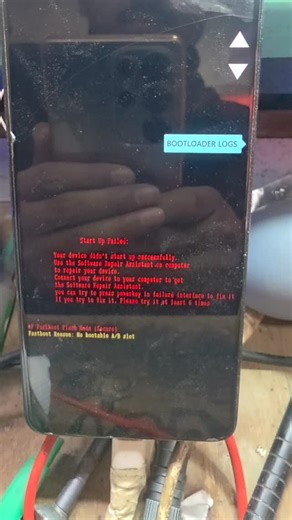 BOOTLOADER LOGS
Start Up Failed:
Your device didn't start up successfully.
Use the Software Repair Assistant on computer
to repair your device.
Connect your device to your computer to get
the Software Repair Assistant.
you can try to press powerkey in failure interface to fix it
If you try to fix it, Please try it at least 6 times
AP Fastboot Flash Mode (Secure)
Fastboot Reason: No bootable A/B slot